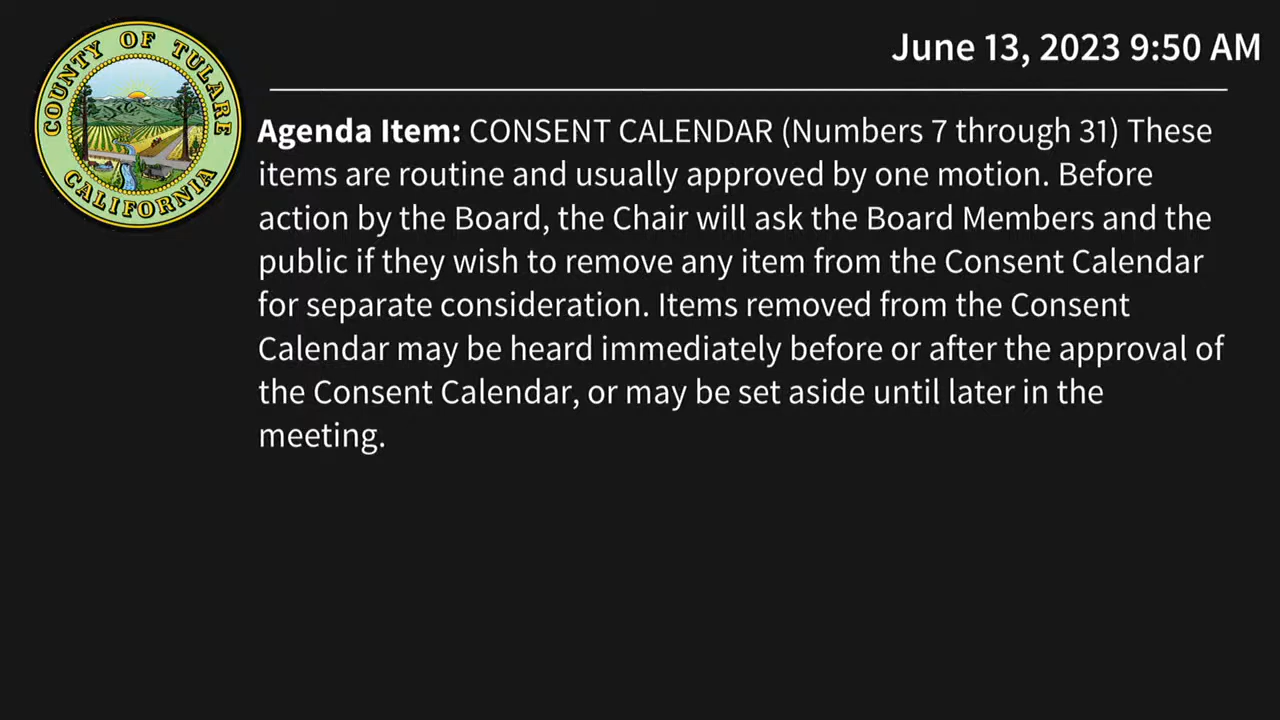 COUNTY OF TULARE
CALIFORNIA
June 13, 2023 9:50 AM
Agenda Item: CONSENT CALENDAR (Numbers 7 through 31) These
items are routine and usually approved by one motion. Before
action by the Board, the Chair will ask the Board Members and the
public if they wish to remove any item from the Consent Calendar
for separate consideration. Items removed from the Consent
Calendar may be heard immediately before or after the approval of
the Consent Calendar, or may be set aside until later in the
meeting.